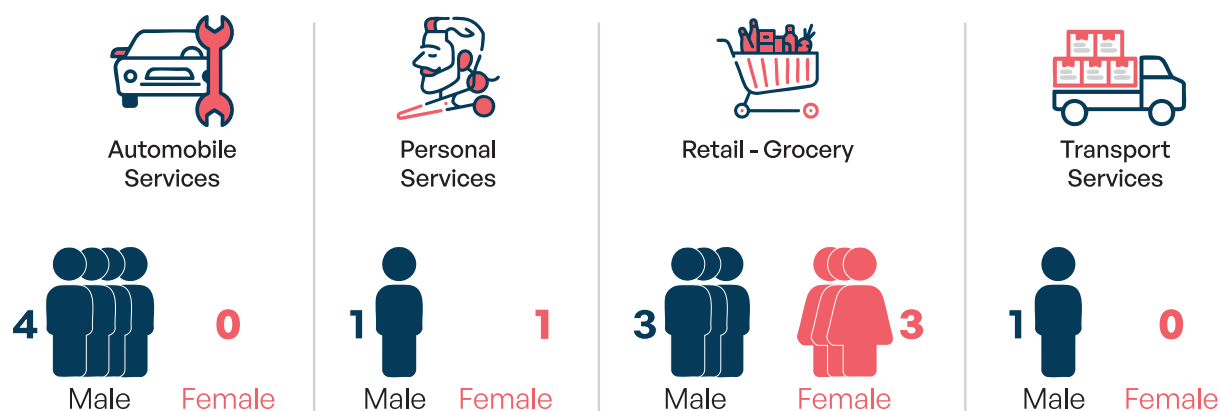 Automobile
Services
4
0
Male
Female
Personal
Services
1
1
Male
Female
Retail - Grocery
3
3
Male
Female
Transport
Services
1
0
Male
Female